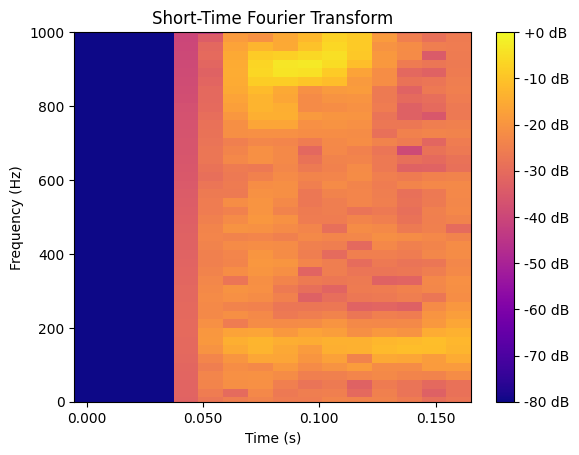 Short-Time Fourier Transform
Frequency (Hz)
1000
800
600
400
200
0
0.000
0.050
0.100
0.150
Time (s)
+0 dB
-10 dB
-20 dB
-30 dB
-40 dB
-50 dB
-60 dB
-70 dB
-80 dB